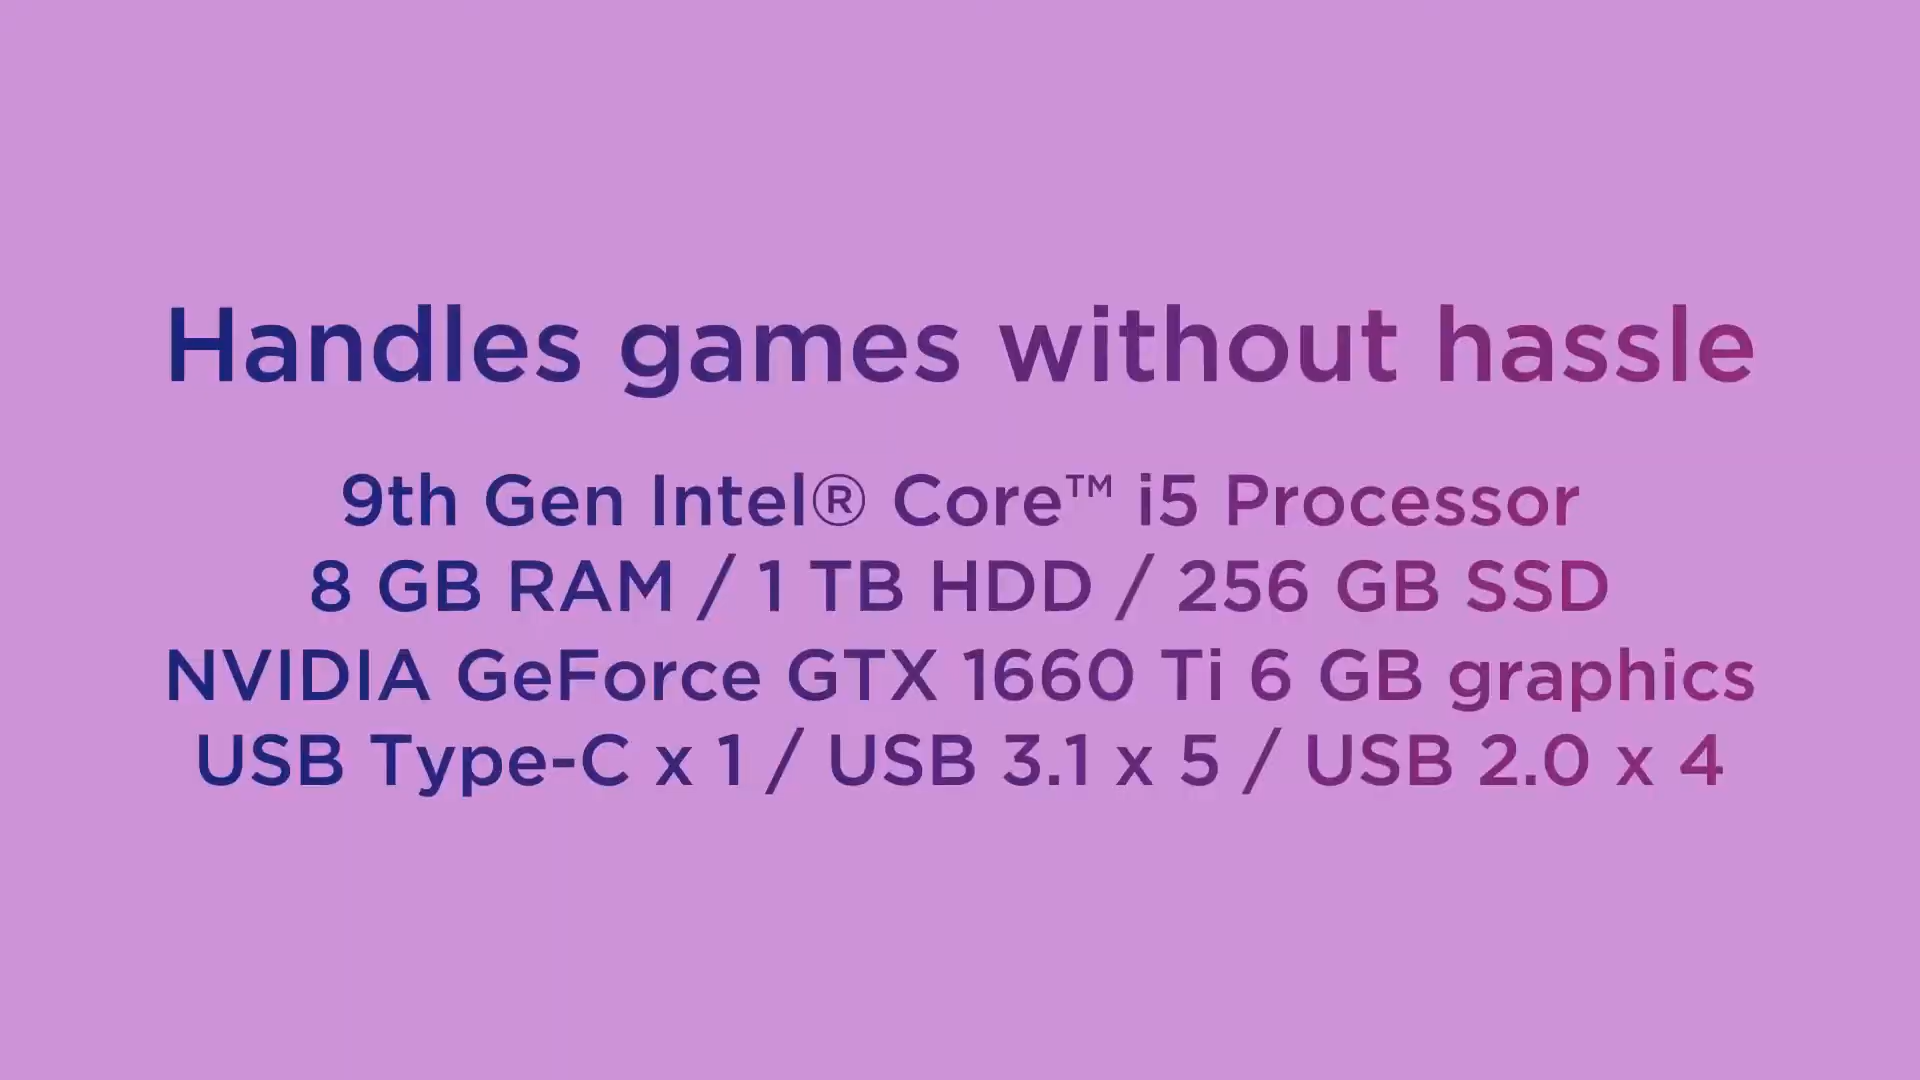 Handles games without hassle
9th Gen Intel® Core™ i5 Processor
8 GB RAM / 1 TB HDD / 256 GB SSD
NVIDIA GeForce GTX 1660 Ti 6 GB graphics
USB Type-C x 1 / USB 3.1 x 5 / USB 2.0 x 4